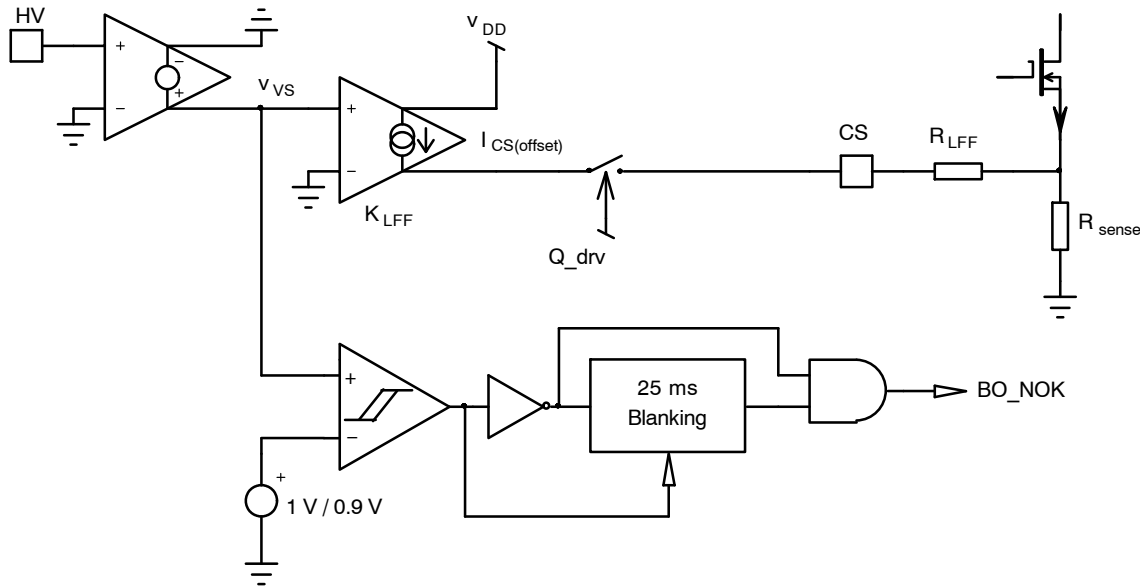 HV
v DD
v VS
I CS(offset)
K LFF
Q_drv
CS
R LFF
R sense
25 ms
Blanking
BO_NOK
1 V / 0.9 V